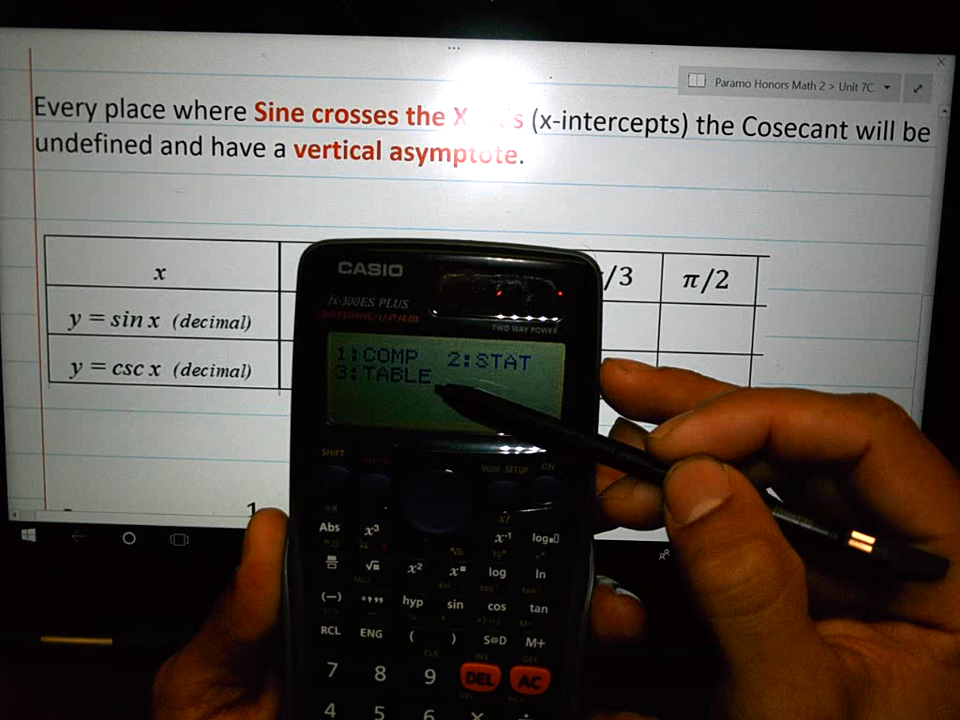 Paramo Honors Math 2 > Unit 7C
Every place where Sine crosses the X (x-intercepts) the Cosecant will be
undefined and have a vertical asymptote.
x /3 π/2
y = sin x (decimal)
y = csc x (decimal)
CASIO
fx-300ES PLUS
NATURAL-V.P.A.M.
TWO WAY POWER
1:COMP 2:STAT
3:TABLE
SHIFT MODE SETUP ON
Abs x³ x⁻¹ log
√ x² log ln
(−) hyp sin cos tan
RCL ENG ( ) S⇔D M+
7 8 9 DEL AC
4 5 6 × ÷
1